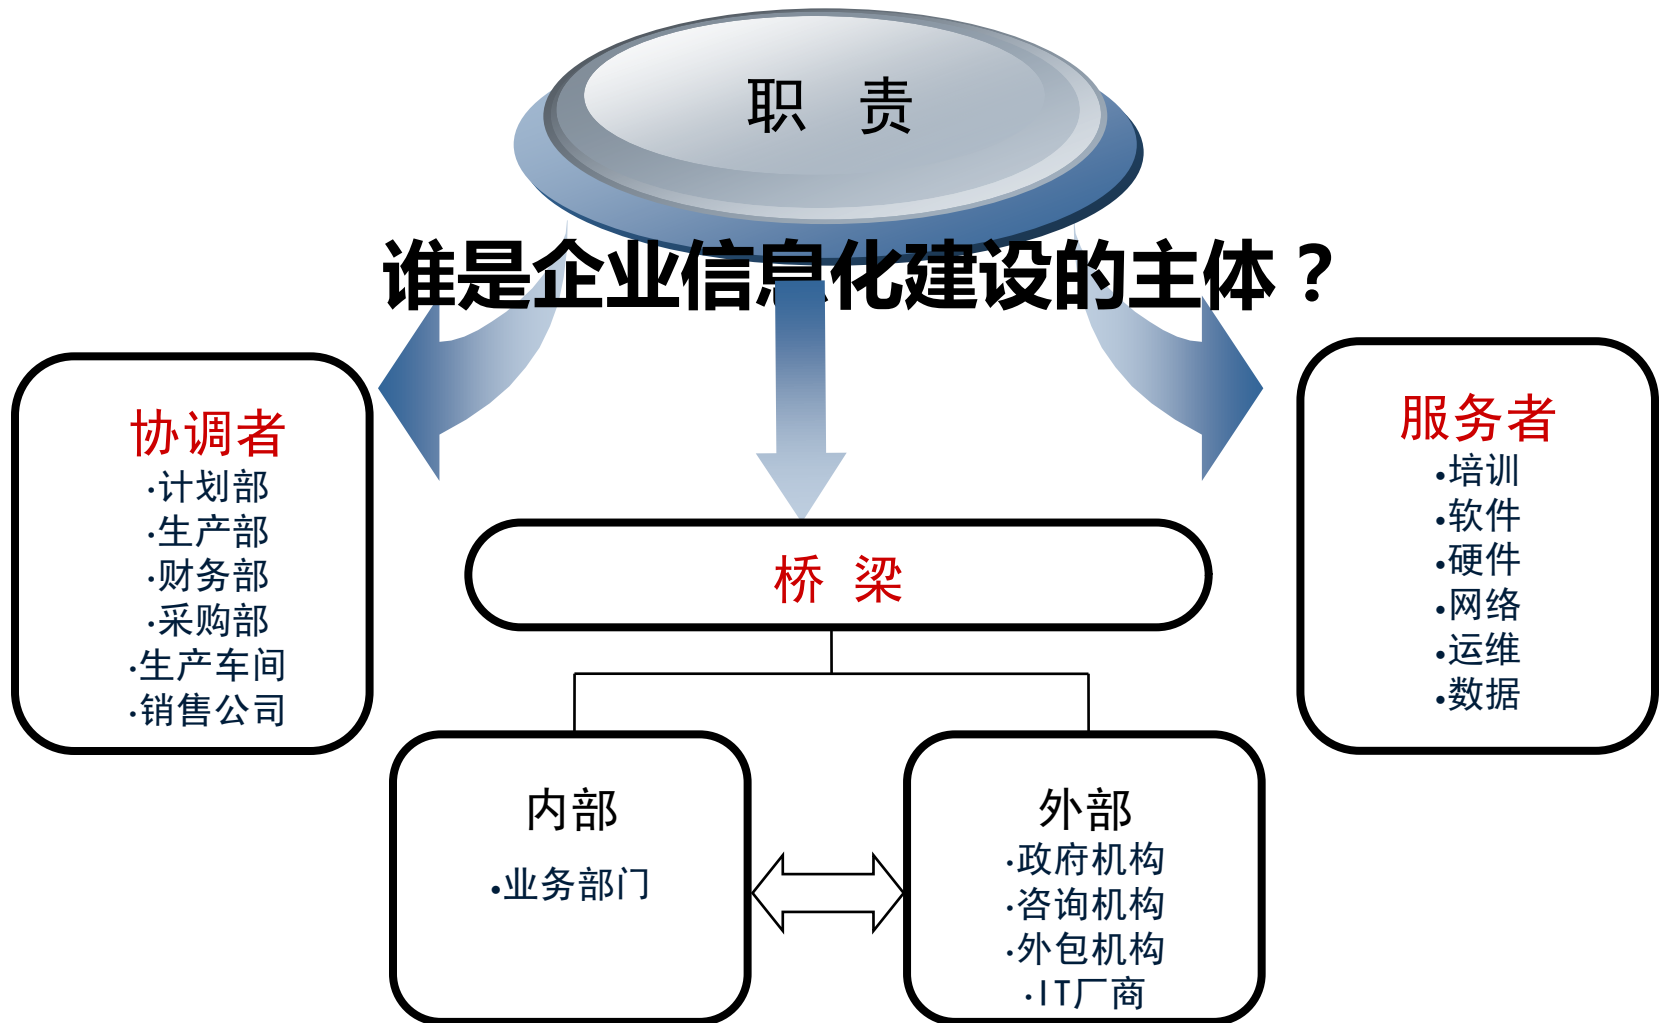 职 责
谁是企业信息化建设的主体？
协调者
·计划部
·生产部
·财务部
·采购部
·生产车间
·销售公司
桥 梁
内部
•业务部门
外部
·政府机构
·咨询机构
·外包机构
·IT厂商
服务者
•培训
•软件
•硬件
•网络
•运维
•数据